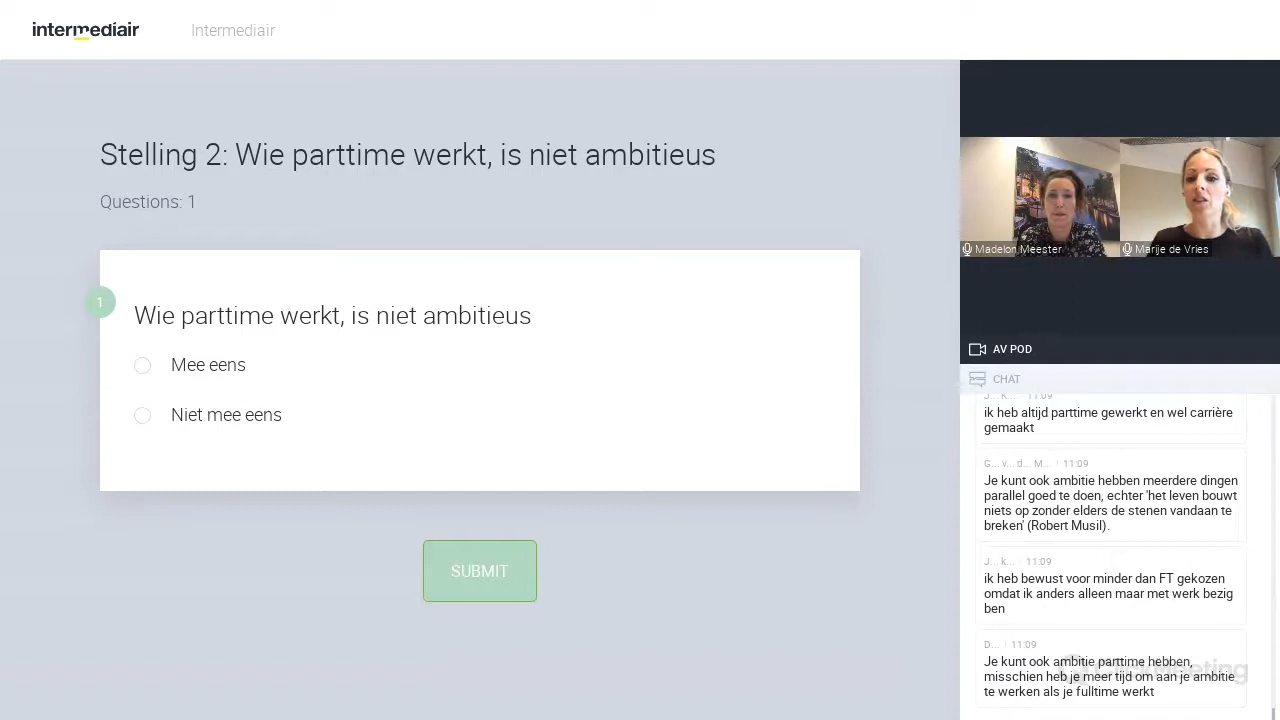 intermediair
Intermediair
Stelling 2: Wie parttime werkt, is niet ambitieus
Questions: 1
1
Wie parttime werkt, is niet ambitieus
Mee eens
Niet mee eens
SUBMIT
Madelon Meester
Marije de Vries
AV POD
CHAT
J... K... 11:09
ik heb altijd parttime gewerkt en wel carrière
gemaakt
G... v... d... M... 11:09
Je kunt ook ambitie hebben meerdere dingen
parallel goed te doen, echter 'het leven bouwt
niets op zonder elders de stenen vandaan te
breken' (Robert Musil).
J... k... 11:09
ik heb bewust voor minder dan FT gekozen
omdat ik anders alleen maar met werk bezig
ben
D... 11:09
Je kunt ook ambitie parttime hebben,
misschien heb je meer tijd om aan je ambitie
te werken als je fulltime werkt
ClickMeeting